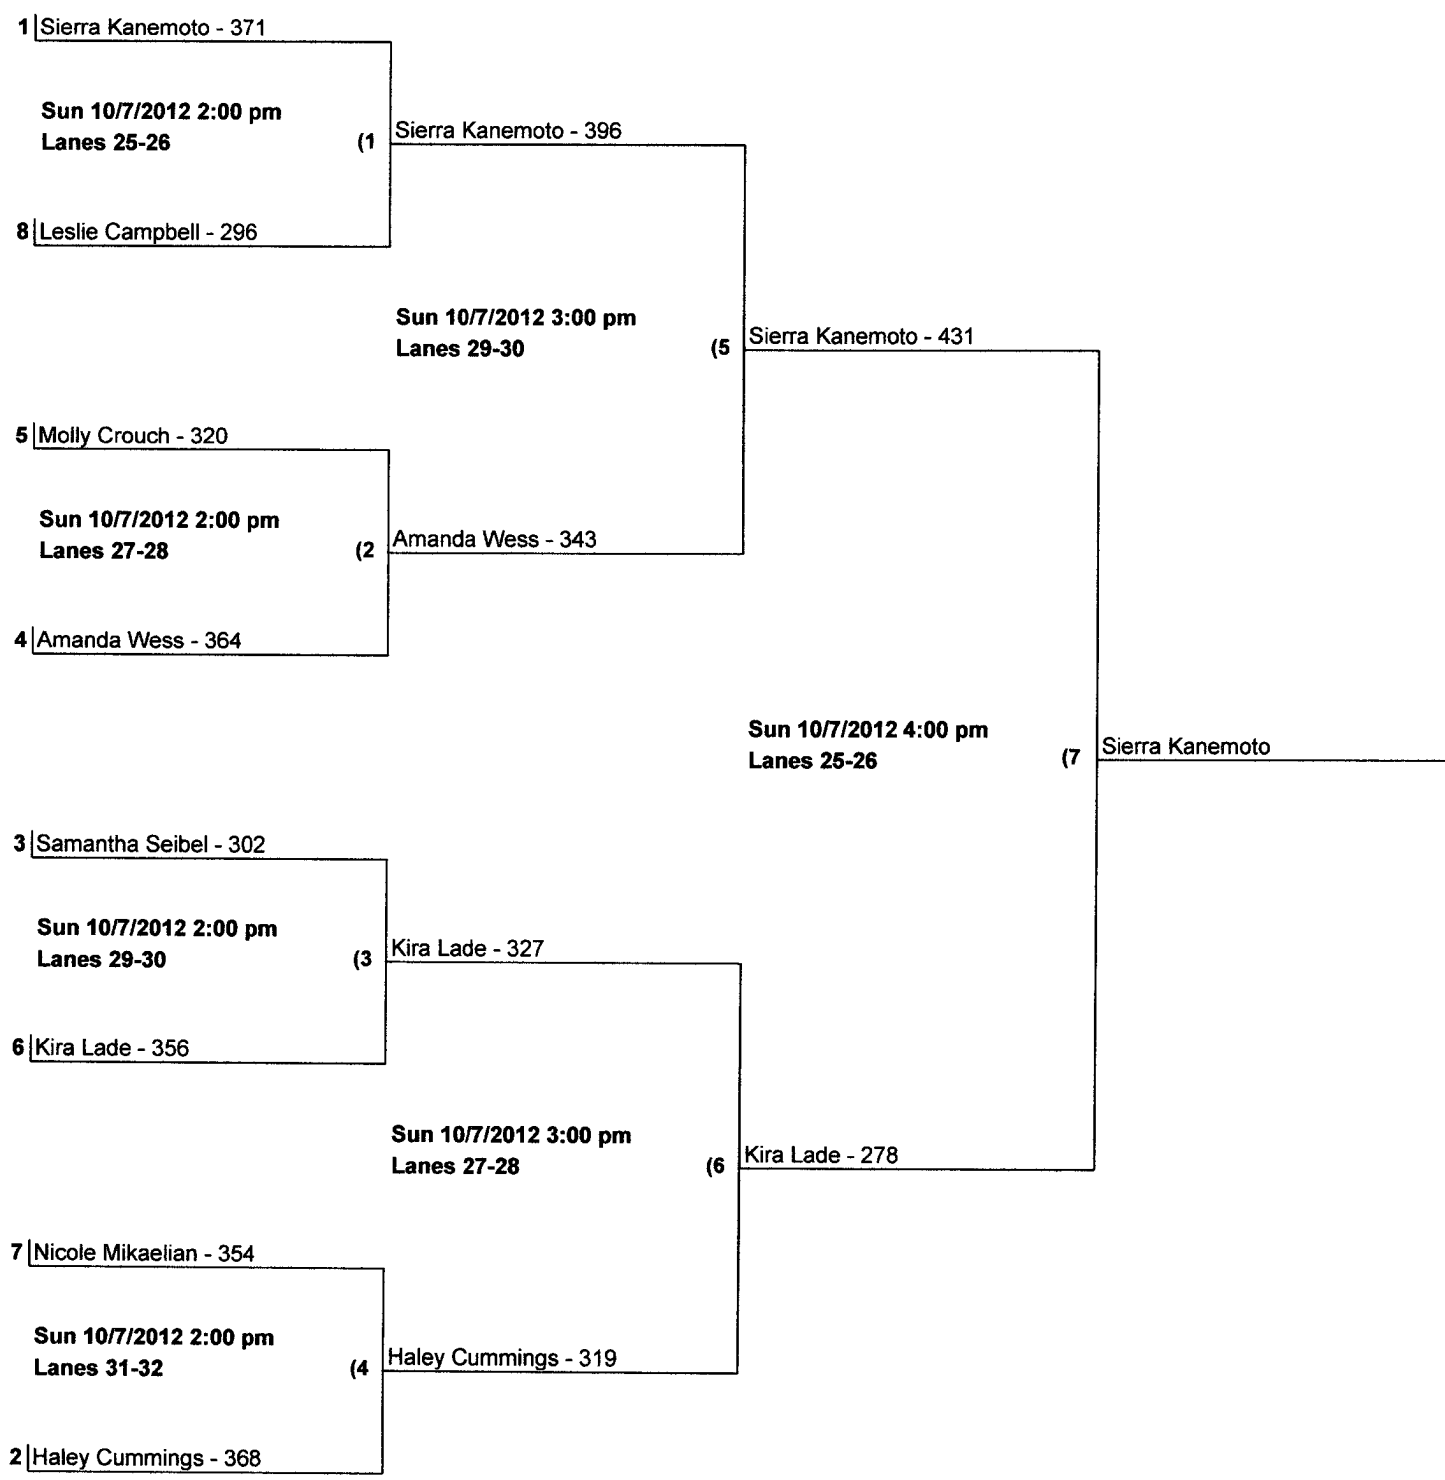 1 Sierra Kanemoto - 371
Sun 10/7/2012 2:00 pm
Lanes 25-26 (1
Sierra Kanemoto - 396
8 Leslie Campbell - 296
Sun 10/7/2012 3:00 pm
Lanes 29-30 (5
Sierra Kanemoto - 431
5 Molly Crouch - 320
Sun 10/7/2012 2:00 pm
Lanes 27-28 (2
Amanda Wess - 343
4 Amanda Wess - 364
Sun 10/7/2012 4:00 pm
Lanes 25-26 (7
Sierra Kanemoto
3 Samantha Seibel - 302
Sun 10/7/2012 2:00 pm
Lanes 29-30 (3
Kira Lade - 327
6 Kira Lade - 356
Sun 10/7/2012 3:00 pm
Lanes 27-28 (6
Kira Lade - 278
7 Nicole Mikaelian - 354
Sun 10/7/2012 2:00 pm
Lanes 31-32 (4
Haley Cummings - 319
2 Haley Cummings - 368